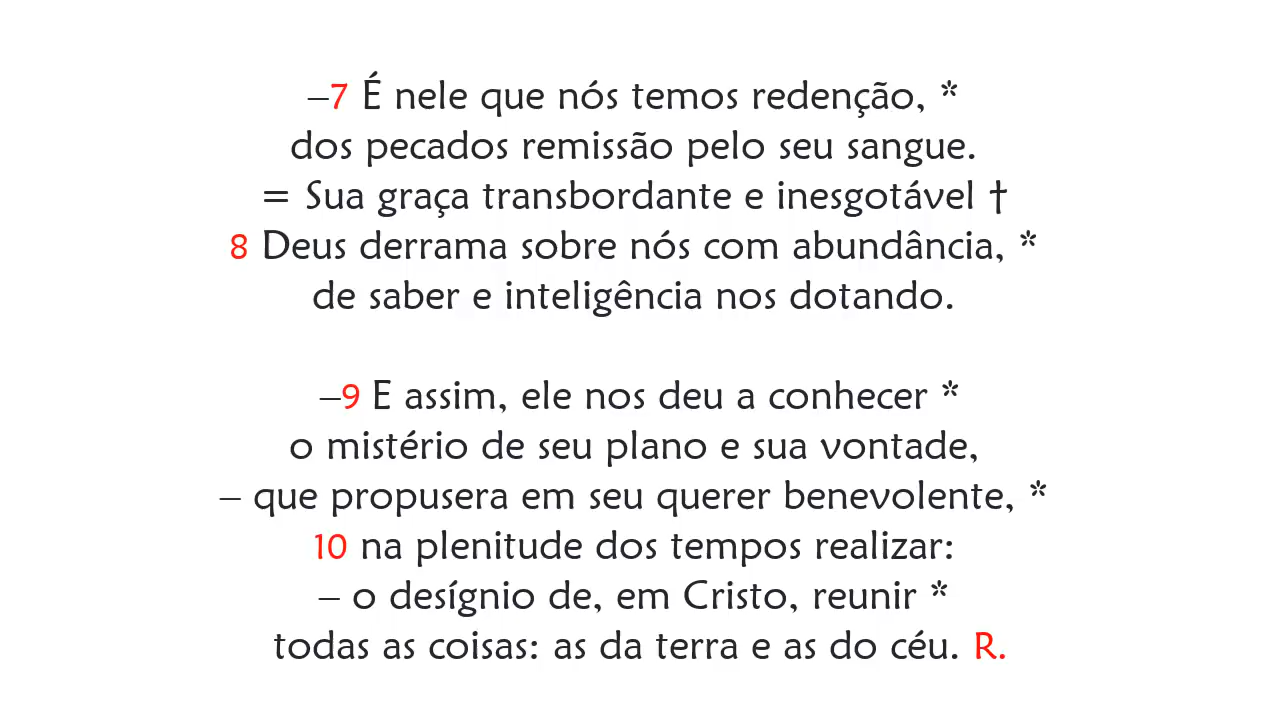 –7 É nele que nós temos redenção, *
dos pecados remissão pelo seu sangue.
= Sua graça transbordante e inesgotável †
8 Deus derrama sobre nós com abundância, *
de saber e inteligência nos dotando.
–9 E assim, ele nos deu a conhecer *
o mistério de seu plano e sua vontade,
– que propusera em seu querer benevolente, *
10 na plenitude dos tempos realizar:
– o desígnio de, em Cristo, reunir *
todas as coisas: as da terra e as do céu. R.